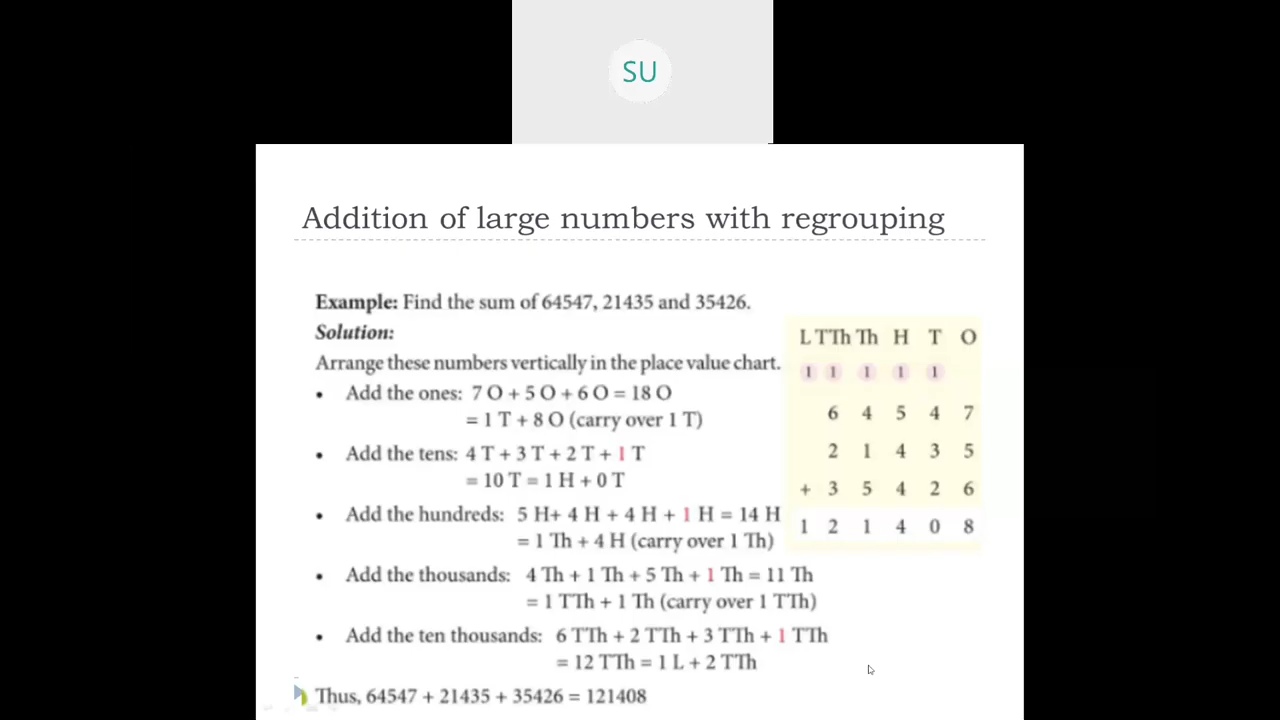 SU
Addition of large numbers with regrouping
Example: Find the sum of 64547, 21435 and 35426.
Solution:
Arrange these numbers vertically in the place value chart.
• Add the ones: 7 O + 5 O + 6 O = 18 O
= 1 T + 8 O (carry over 1 T)
• Add the tens: 4 T + 3 T + 2 T + 1 T
= 10 T = 1 H + 0 T
• Add the hundreds: 5 H+ 4 H + 4 H + 1 H = 14 H
= 1 Th + 4 H (carry over 1 Th)
• Add the thousands: 4 Th + 1 Th + 5 Th + 1 Th = 11 Th
= 1 TTh + 1 Th (carry over 1 TTh)
• Add the ten thousands: 6 TTh + 2 TTh + 3 TTh + 1 TTh
= 12 TTh = 1 L + 2 TTh
Thus, 64547 + 21435 + 35426 = 121408
L TTh Th H T O
1 1 1 1 1
6 4 5 4 7
2 1 4 3 5
+ 3 5 4 2 6
1 2 1 4 0 8